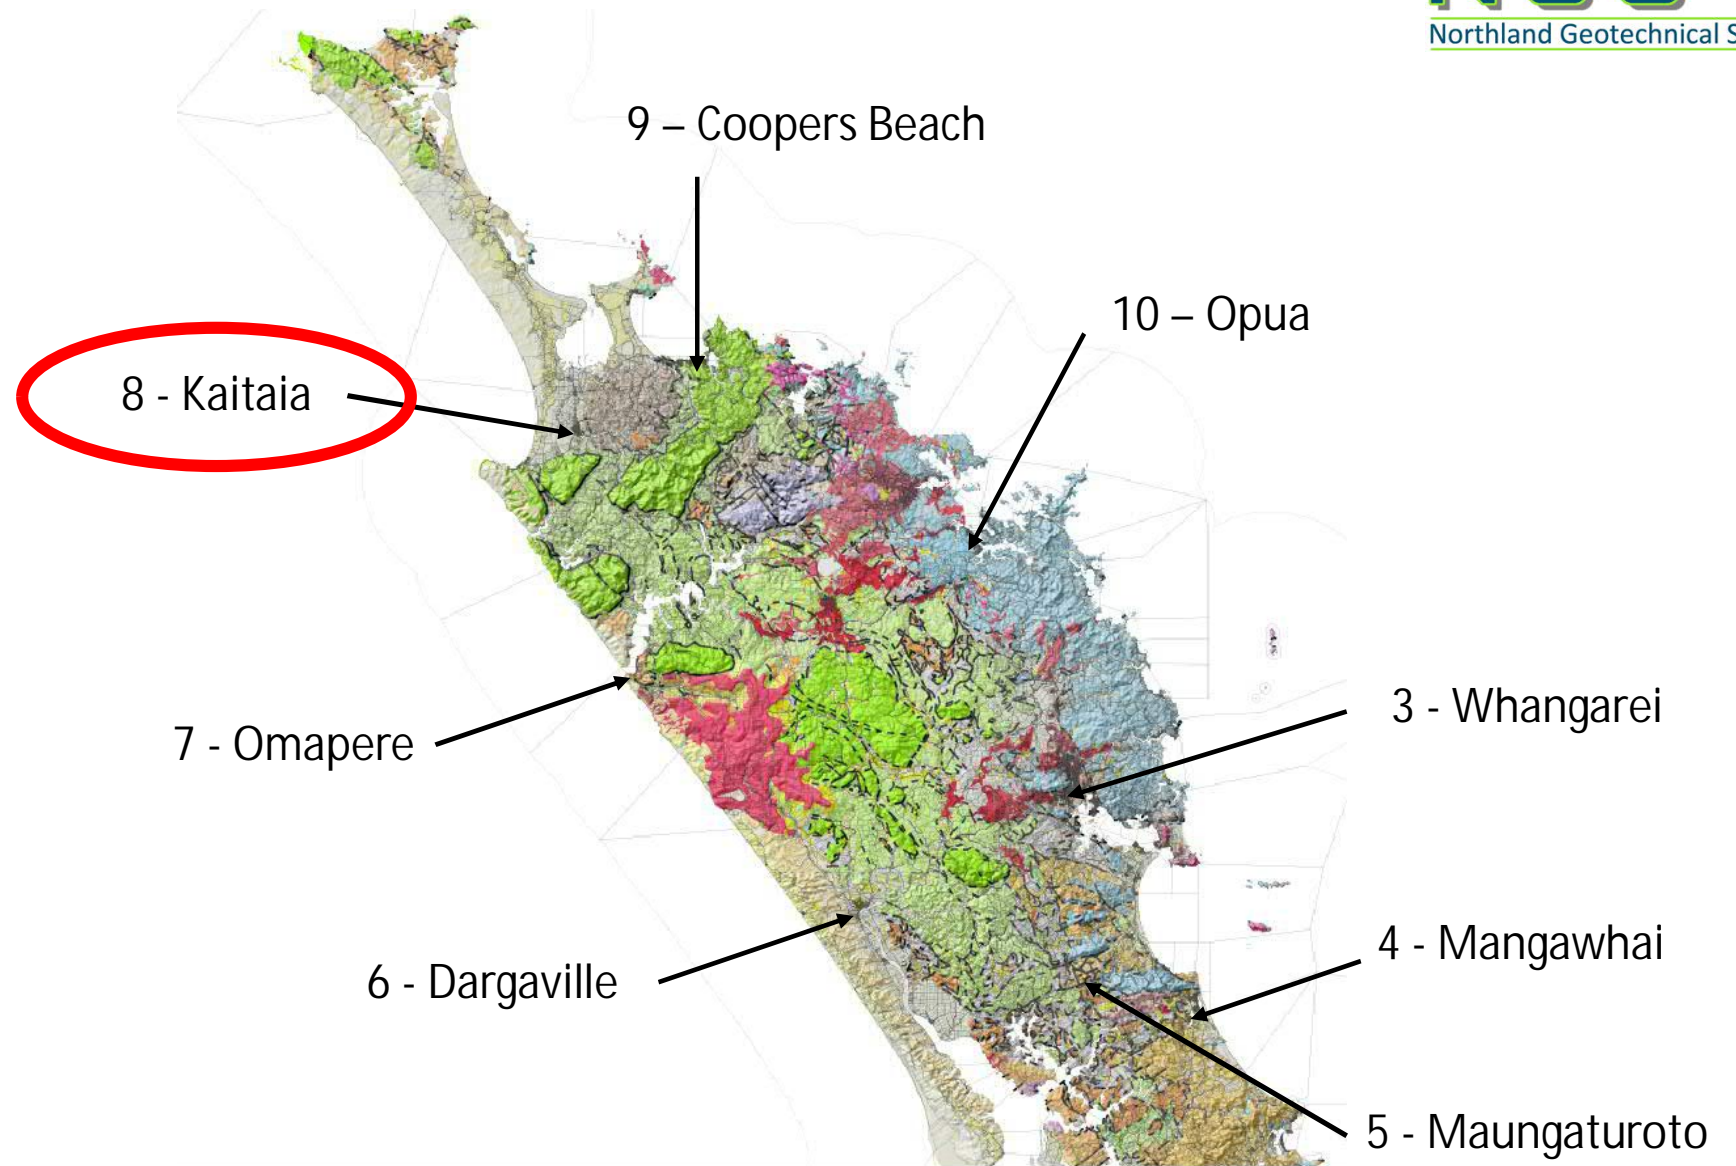 Northland Geotechnical S
9 – Coopers Beach
10 – Opua
8 - Kaitaia
3 - Whangarei
7 - Omapere
4 - Mangawhai
6 - Dargaville
5 - Maungaturoto